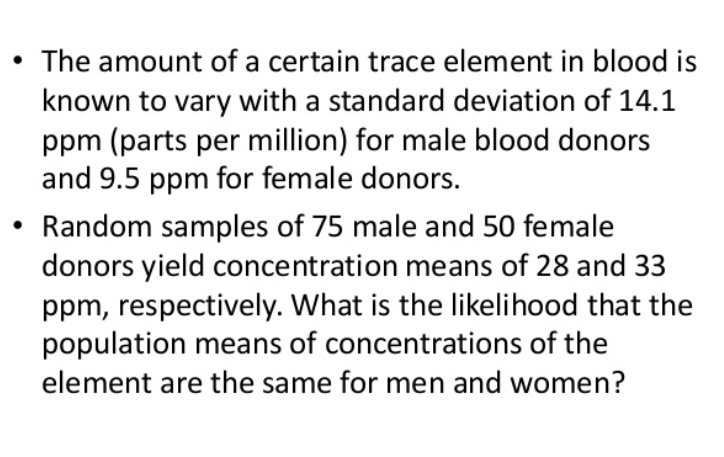 • The amount of a certain trace element in blood is
known to vary with a standard deviation of 14.1
ppm (parts per million) for male blood donors
and 9.5 ppm for female donors.
• Random samples of 75 male and 50 female
donors yield concentration means of 28 and 33
ppm, respectively. What is the likelihood that the
population means of concentrations of the
element are the same for men and women?